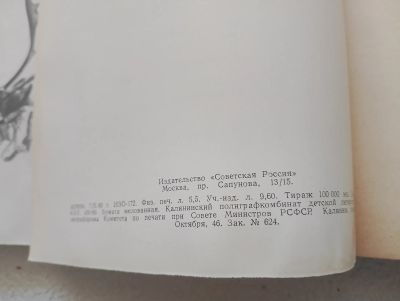 Издательство «Советская Россия»
Москва, пр. Сапунова, 13/15.
Физ. печ. л. 5,5. Уч.-изд. л. 9,60. Тираж 100 000
бумага мелованная. Калининский полиграфкомбинат детской
Комитета по печати при Совете Министров РСФСР. Калинин
Октября, 46. Зак. № 624.